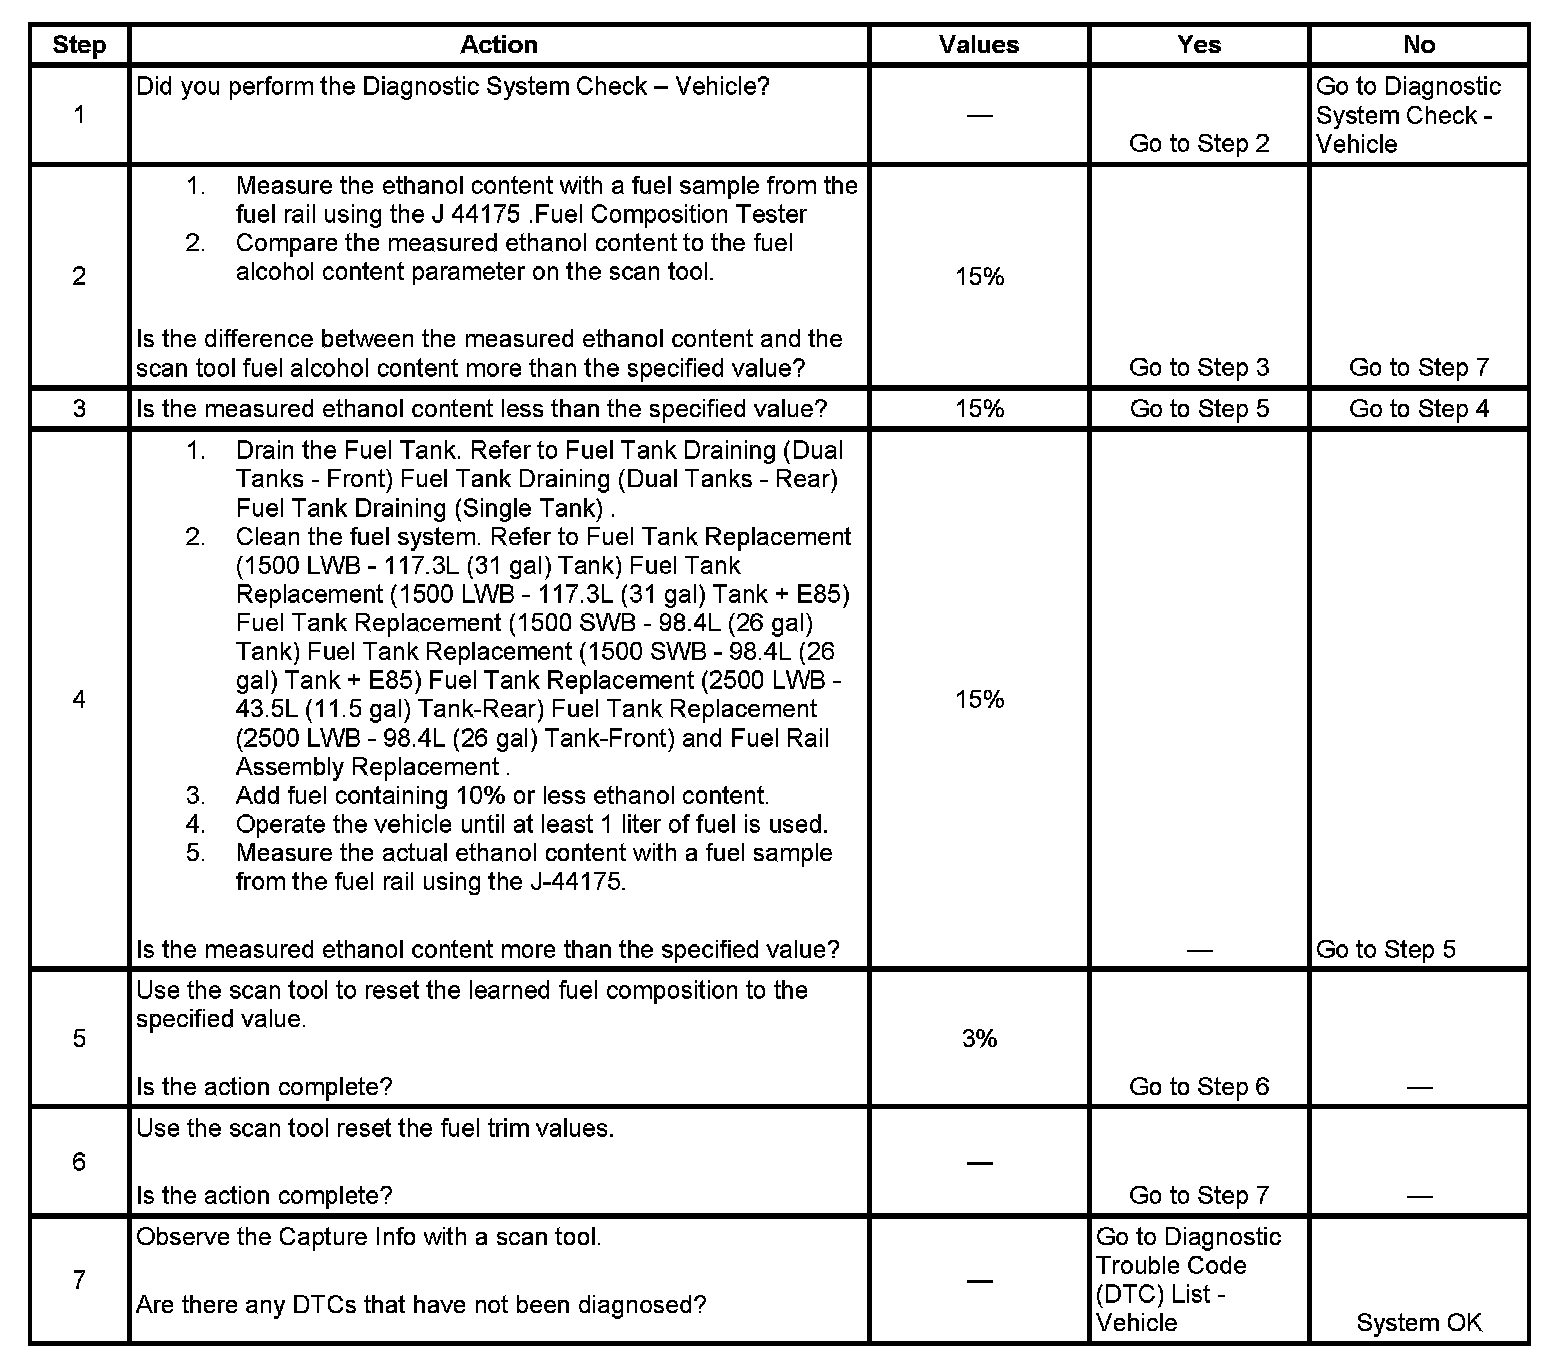 Step Action Values Yes No
1
Did you perform the Diagnostic System Check – Vehicle?
—
Go to Step 2
Go to Diagnostic
System Check -
Vehicle
2
1. Measure the ethanol content with a fuel sample from the
fuel rail using the J 44175 .Fuel Composition Tester
2. Compare the measured ethanol content to the fuel
alcohol content parameter on the scan tool.
Is the difference between the measured ethanol content and the
scan tool fuel alcohol content more than the specified value?
15%
Go to Step 3
Go to Step 7
3 Is the measured ethanol content less than the specified value? 15% Go to Step 5 Go to Step 4
4
1. Drain the Fuel Tank. Refer to Fuel Tank Draining (Dual
Tanks - Front) Fuel Tank Draining (Dual Tanks - Rear)
Fuel Tank Draining (Single Tank) .
2. Clean the fuel system. Refer to Fuel Tank Replacement
(1500 LWB - 117.3L (31 gal) Tank) Fuel Tank
Replacement (1500 LWB - 117.3L (31 gal) Tank + E85)
Fuel Tank Replacement (1500 SWB - 98.4L (26 gal)
Tank) Fuel Tank Replacement (1500 SWB - 98.4L (26
gal) Tank + E85) Fuel Tank Replacement (2500 LWB -
43.5L (11.5 gal) Tank-Rear) Fuel Tank Replacement
(2500 LWB - 98.4L (26 gal) Tank-Front) and Fuel Rail
Assembly Replacement .
3. Add fuel containing 10% or less ethanol content.
4. Operate the vehicle until at least 1 liter of fuel is used.
5. Measure the actual ethanol content with a fuel sample
from the fuel rail using the J-44175.
Is the measured ethanol content more than the specified value?
15%
—
Go to Step 5
5
Use the scan tool to reset the learned fuel composition to the
specified value.
Is the action complete?
3%
Go to Step 6
—
6
Use the scan tool reset the fuel trim values.
Is the action complete?
—
Go to Step 7
—
7
Observe the Capture Info with a scan tool.
Are there any DTCs that have not been diagnosed?
—
Go to Diagnostic
Trouble Code
(DTC) List -
Vehicle
System OK